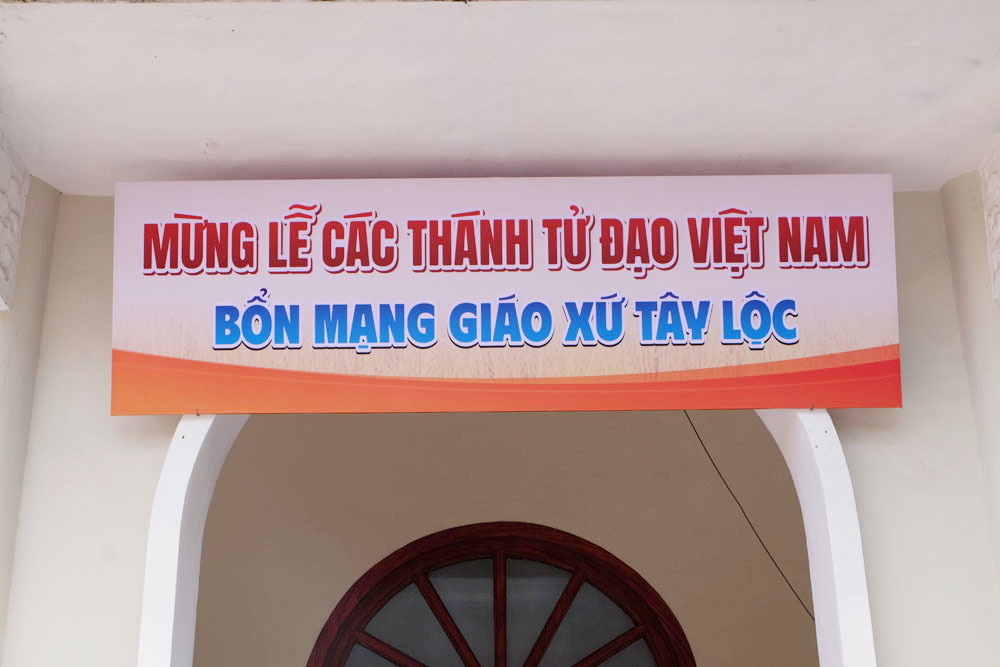 MỪNG LỄ CÁC THÁNH TỬ ĐẠO VIỆT NAM
BỔN MẠNG GIÁO XỨ TÂY LỘC